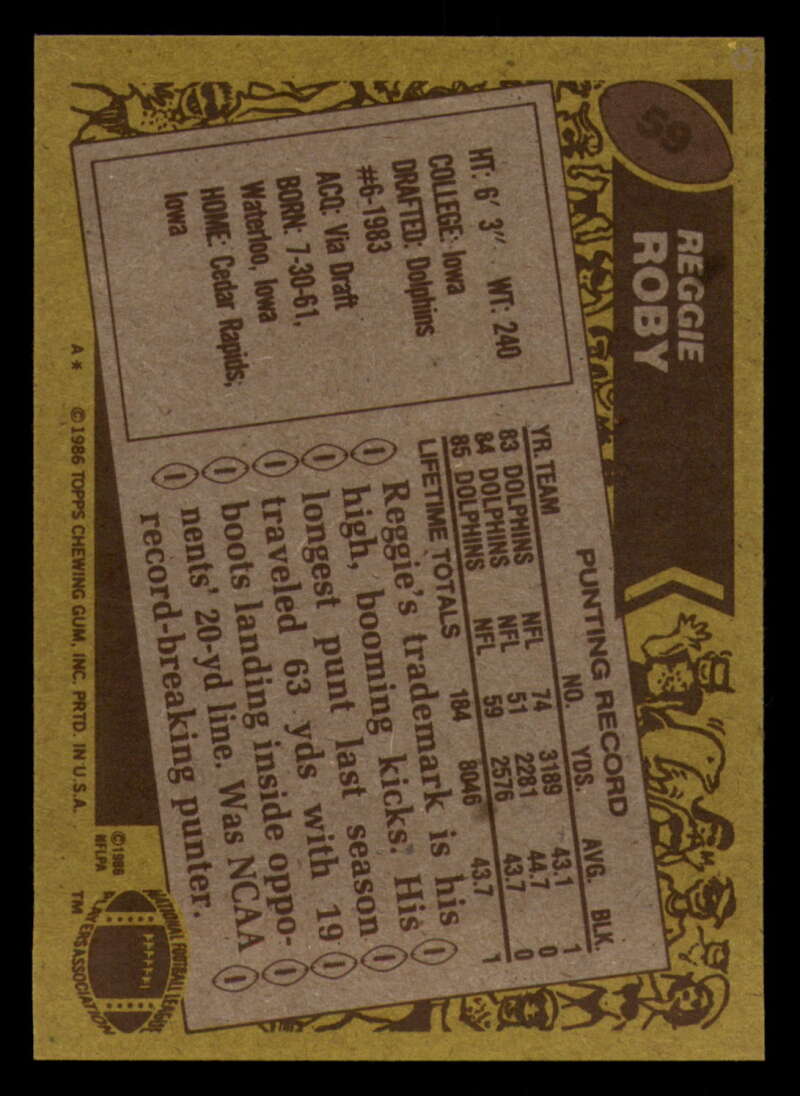 59
REGGIE
ROBY
HT: 6' 3" WT: 240
COLLEGE: Iowa
DRAFTED: Dolphins
#6-1983
ACQ: Via Draft
BORN: 7-30-61,
Waterloo, Iowa
HOME: Cedar Rapids,
Iowa
PUNTING RECORD
YR. TEAM NO. YDS. AVG. BLK.
83 DOLPHINS NFL 74 3189 43.1 1
84 DOLPHINS NFL 51 2281 44.7 0
85 DOLPHINS NFL 59 2576 43.7 0
LIFETIME TOTALS 184 8046 43.7 1
Reggie's trademark is his
high, booming kicks. His
longest punt last season
traveled 63 yds with 19
boots landing inside oppo-
nents' 20-yd line. Was NCAA
record-breaking punter.
A* © 1986 TOPPS CHEWING GUM, INC. PRTD. IN U.S.A.
© 1986
NFLPA
NATIONAL FOOTBALL LEAGUE
PLAYERS ASSOCIATION
TM